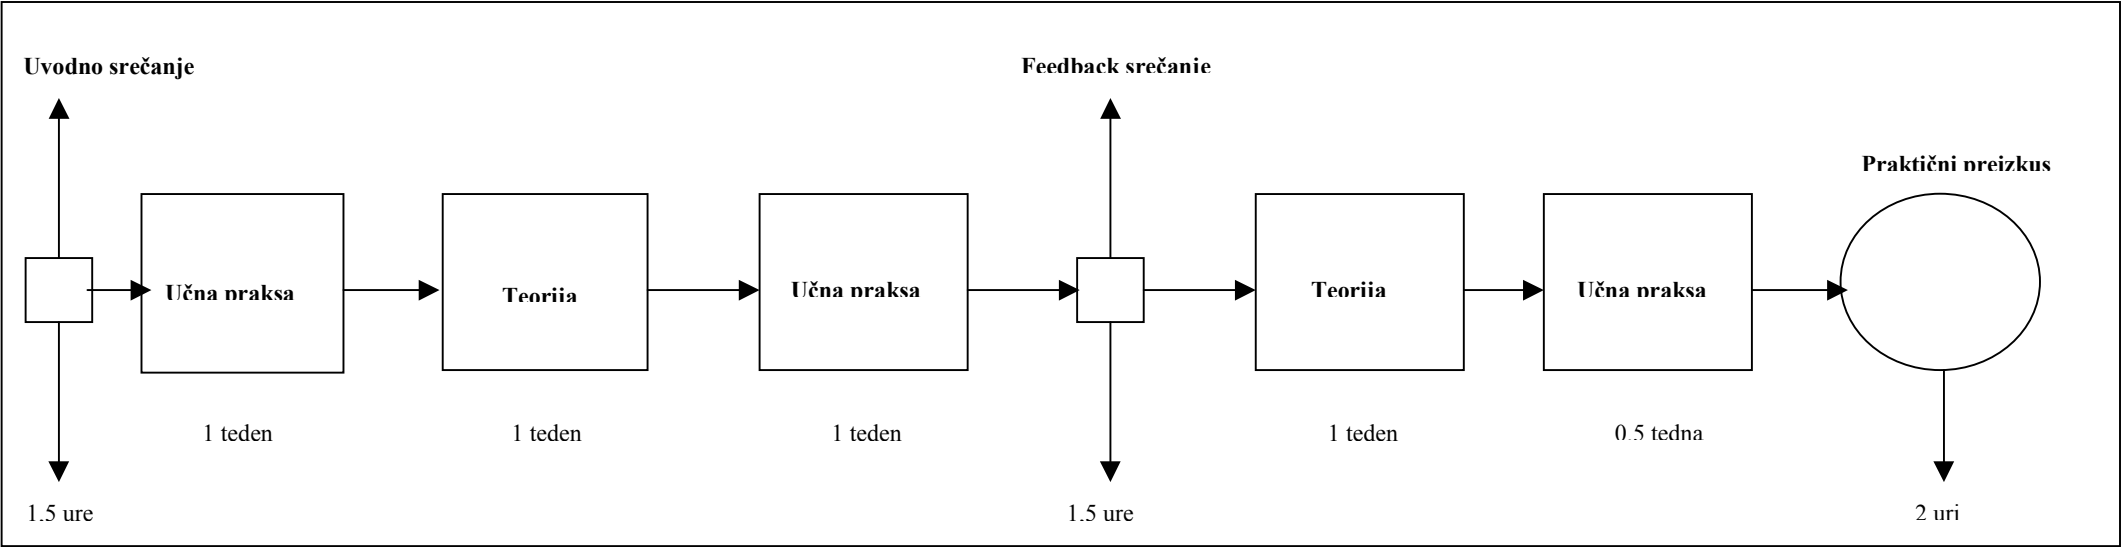 Uvodno srečanje
Feedback srečanje
Praktični preizkus
Učna praksa
Teorija
Učna praksa
Teorija
Učna praksa
1 teden
1 teden
1 teden
1 teden
0.5 tedna
1.5 ure
1.5 ure
2 uri